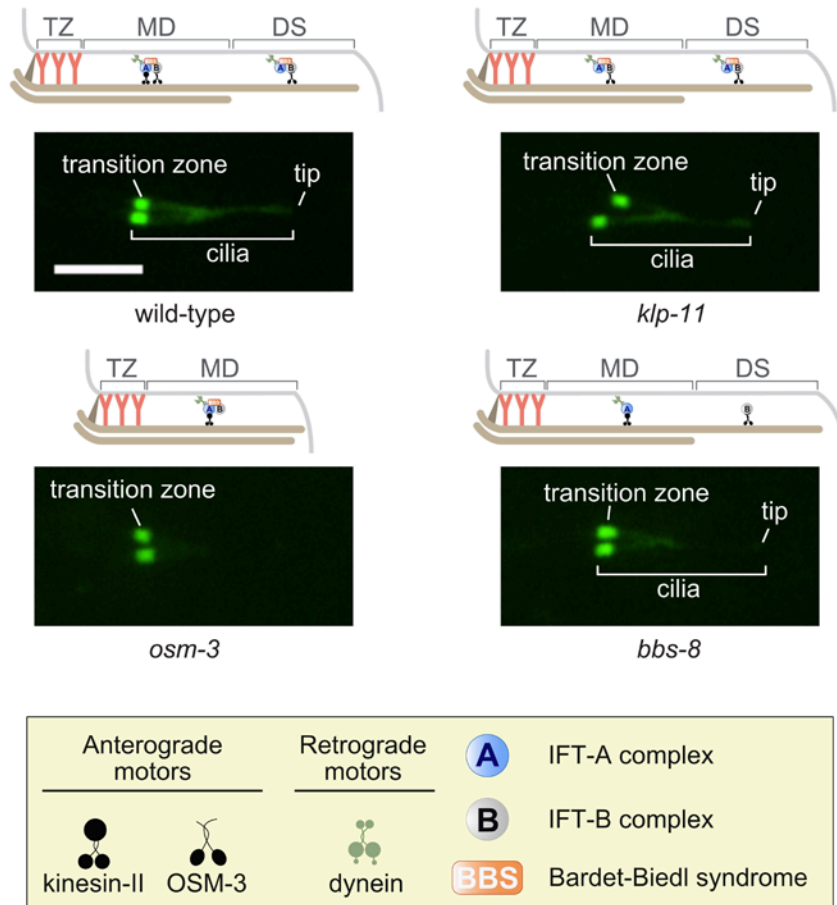 TZ MD DS
A B
A B
transition zone
tip
cilia
wild-type
TZ MD DS
A B
A B
transition zone
tip
cilia
klp-11
TZ MD
A B
transition zone
osm-3
TZ MD DS
A
B
transition zone
tip
cilia
bbs-8
Anterograde
motors
kinesin-II OSM-3
Retrograde
motors
dynein
A IFT-A complex
B IFT-B complex
BBS Bardet-Biedl syndrome